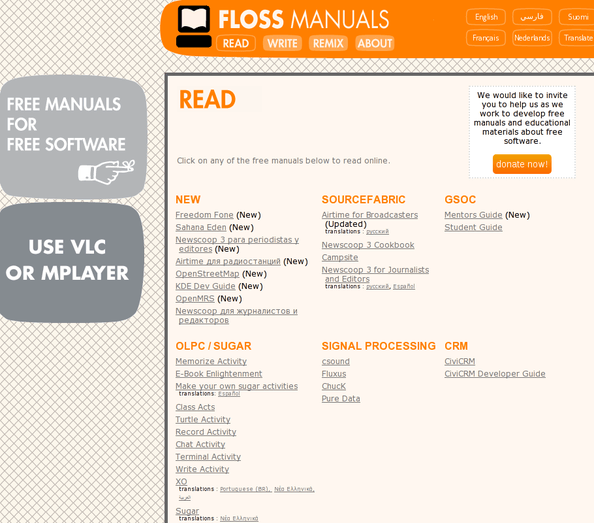 FLOSS MANUALS
READ WRITE REMIX ABOUT
English فارسي Suomi
Français Nederlands Translate
FREE MANUALS
FOR
FREE SOFTWARE
USE VLC
OR MPLAYER
READ
We would like to invite
you to help us as we
work to develop free
manuals and educational
materials about free
software.
donate now!
Click on any of the free manuals below to read online.
NEW
Freedom Fone (New)
Sahana Eden (New)
Newscoop 3 para periodistas y
editores (New)
Airtime для радиостанций (New)
OpenStreetMap (New)
KDE Dev Guide (New)
OpenMRS (New)
Newscoop для журналистов и
редакторов
SOURCEFABRIC
Airtime for Broadcasters
(Updated)
translations : русский
Newscoop 3 Cookbook
Campsite
Newscoop 3 for Journalists
and Editors
translations : русский, Español
GSOC
Mentors Guide (New)
Student Guide
OLPC / SUGAR
Memorize Activity
E-Book Enlightenment
Make your own sugar activities
translations: Español
Class Acts
Turtle Activity
Record Activity
Chat Activity
Terminal Activity
Write Activity
XO
translations : Portuguese (BR), Νέα Ελληνικά,
العربية
Sugar
translations : Νέα Ελληνικά
SIGNAL PROCESSING
csound
Fluxus
ChucK
Pure Data
CRM
CiviCRM
CiviCRM Developer Guide